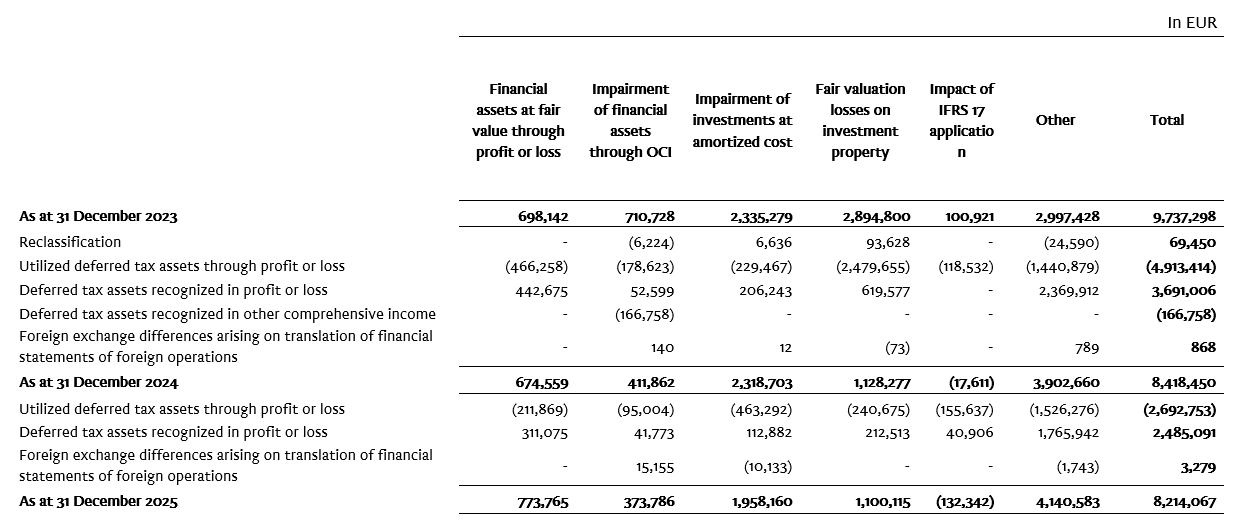 In EUR
Financial assets at fair value through profit or loss | Impairment of financial assets through OCI | Impairment of investments at amortized cost | Fair valuation losses on investment property | Impact of IFRS 17 applicatio n | Other | Total
As at 31 December 2023 698,142 710,728 2,335,279 2,894,800 100,921 2,997,428 9,737,298
Reclassification - (6,224) 6,636 93,628 - (24,590) 69,450
Utilized deferred tax assets through profit or loss (466,258) (178,623) (229,467) (2,479,655) (118,532) (1,440,879) (4,913,414)
Deferred tax assets recognized in profit or loss 442,675 52,599 206,243 619,577 - 2,369,912 3,691,006
Deferred tax assets recognized in other comprehensive income - (166,758) - - - - (166,758)
Foreign exchange differences arising on translation of financial
statements of foreign operations - 140 12 (73) - 789 868
As at 31 December 2024 674,559 411,862 2,318,703 1,128,277 (17,611) 3,902,660 8,418,450
Utilized deferred tax assets through profit or loss (211,869) (95,004) (463,292) (240,675) (155,637) (1,526,276) (2,692,753)
Deferred tax assets recognized in profit or loss 311,075 41,773 112,882 212,513 40,906 1,765,942 2,485,091
Foreign exchange differences arising on translation of financial
statements of foreign operations - 15,155 (10,133) - - (1,743) 3,279
As at 31 December 2025 773,765 373,786 1,958,160 1,100,115 (132,342) 4,140,583 8,214,067